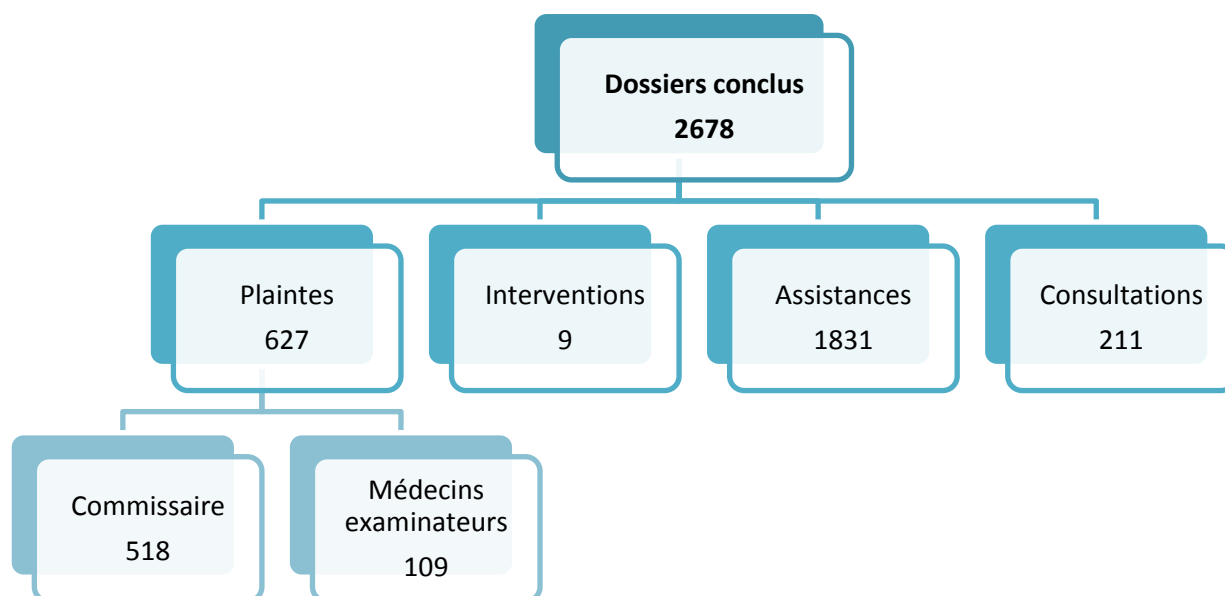 Dossiers conclus
2678
Plaintes
627
Interventions
9
Assistances
1831
Consultations
211
Commissaire
518
Médecins
examinateurs
109